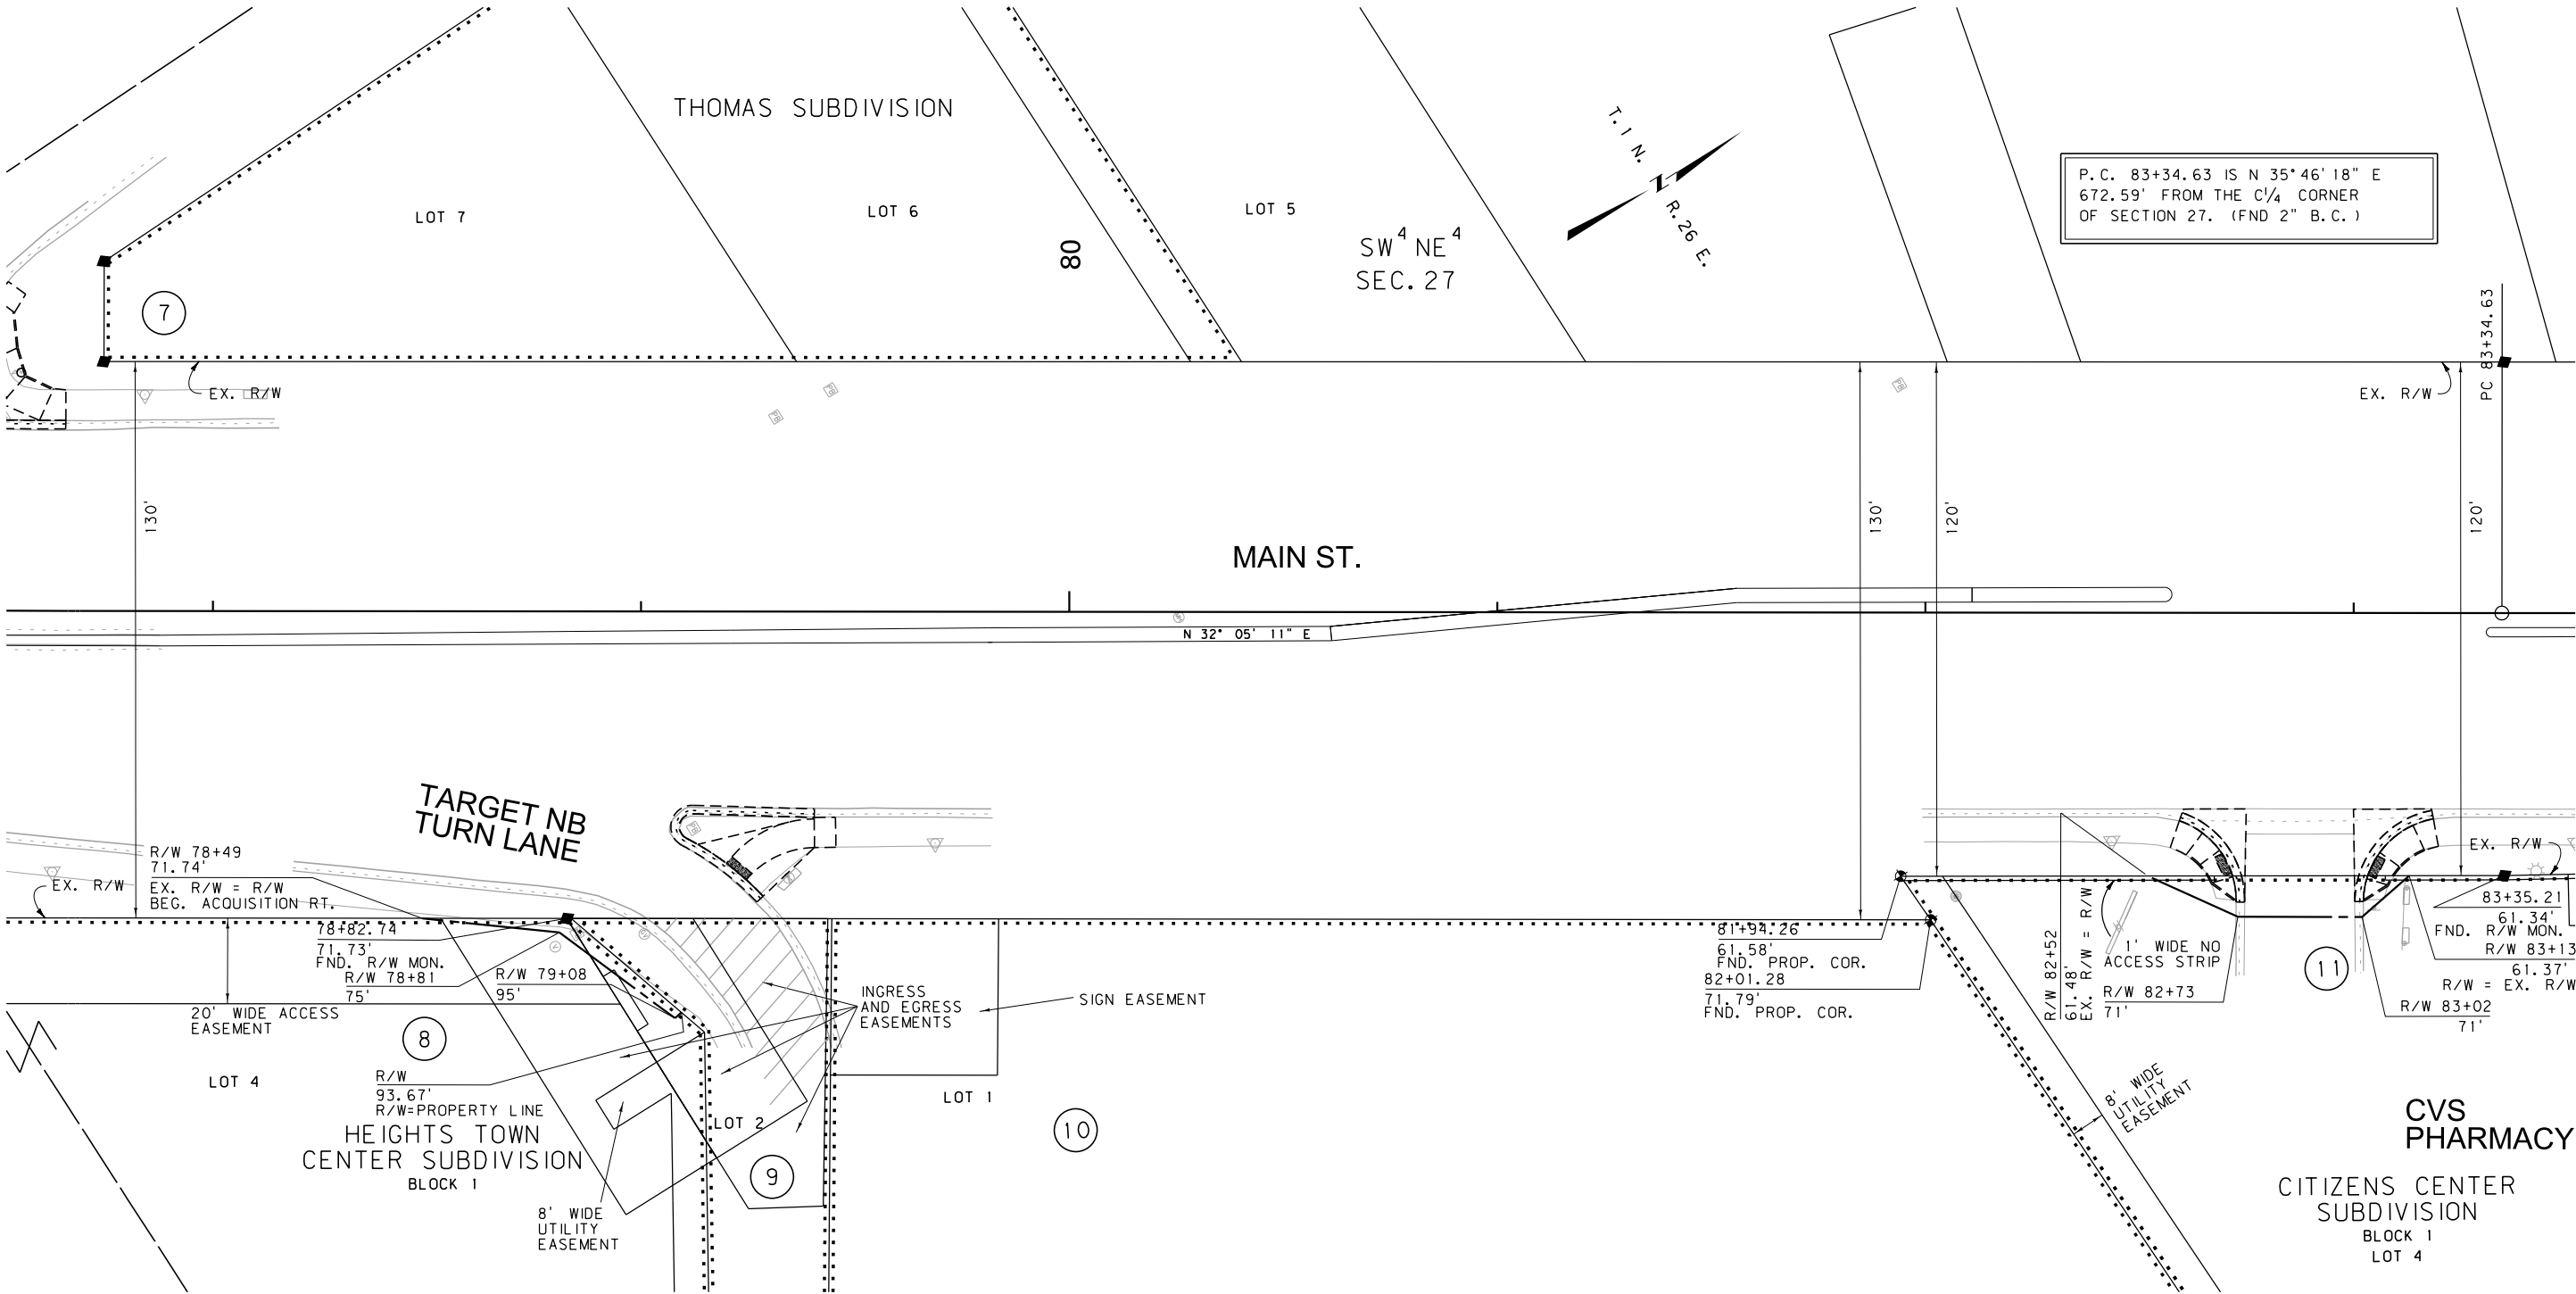 THOMAS SUBDIVISION
LOT 7
LOT 6
LOT 5
80
SW 4 NE 4
SEC. 27
T. 1 N.
R. 26 E.
P.C. 83+34.63 IS N 35° 46' 18" E
672.59' FROM THE C1/4 CORNER
OF SECTION 27. (FND 2" B.C.)
7
EX. R/W
EX. R/W
PC 83+34.63
130'
130'
120'
120'
MAIN ST.
N 32° 05' 11" E
TARGET NB
TURN LANE
R/W 78+49
71.74'
EX. R/W = R/W
BEG. ACQUISITION RT.
EX. R/W
78+82.74
71.73'
FND. R/W MON.
R/W 78+81
75'
R/W 79+08
95'
20' WIDE ACCESS
EASEMENT
8
LOT 4
R/W
93.67'
R/W=PROPERTY LINE
HEIGHTS TOWN
CENTER SUBDIVISION
BLOCK 1
8' WIDE
UTILITY
EASEMENT
LOT 2
9
INGRESS
AND EGRESS
EASEMENTS
SIGN EASEMENT
LOT 1
10
81+94.26
61.58'
FND. PROP. COR.
82+01.28
71.79'
FND. PROP. COR.
R/W 82+52
61.48'
EX. R/W = R/W
1' WIDE NO
ACCESS STRIP
R/W 82+73
71'
11
EX. R/W
83+35.21
61.34'
FND. R/W MON.
R/W 83+13
61.37'
R/W = EX. R/W
R/W 83+02
71'
8' WIDE
UTILITY
EASEMENT
CVS
PHARMACY
CITIZENS CENTER
SUBDIVISION
BLOCK 1
LOT 4